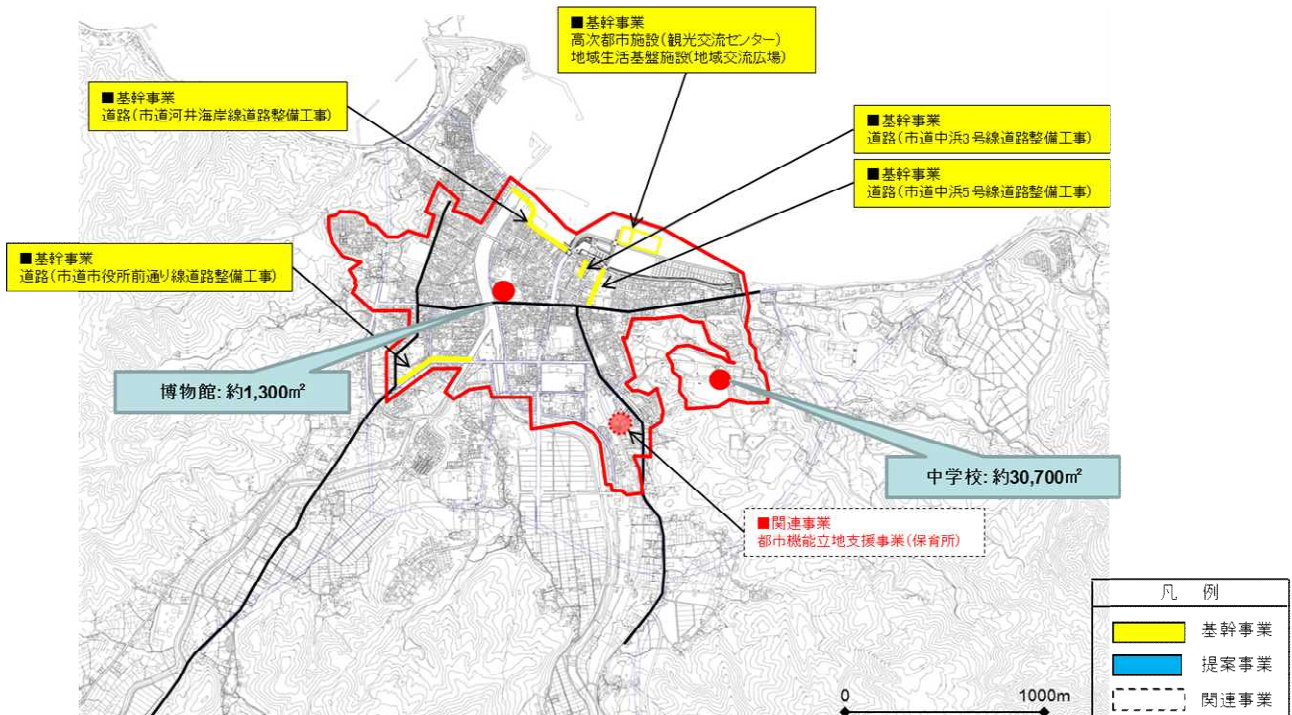 ■基幹事業
高次都市施設(観光交流センター)
地域生活基盤施設(地域交流広場)
■基幹事業
道路(市道河井海岸線道路整備工事)
■基幹事業
道路(市道中浜3号線道路整備工事)
■基幹事業
道路(市道中浜5号線道路整備工事)
■基幹事業
道路(市道市役所前通り線道路整備工事)
博物館:約1,300m²
中学校:約30,700m²
■関連事業
都市機能立地支援事業(保育所)
凡 例
基幹事業
提案事業
関連事業
0 1000m